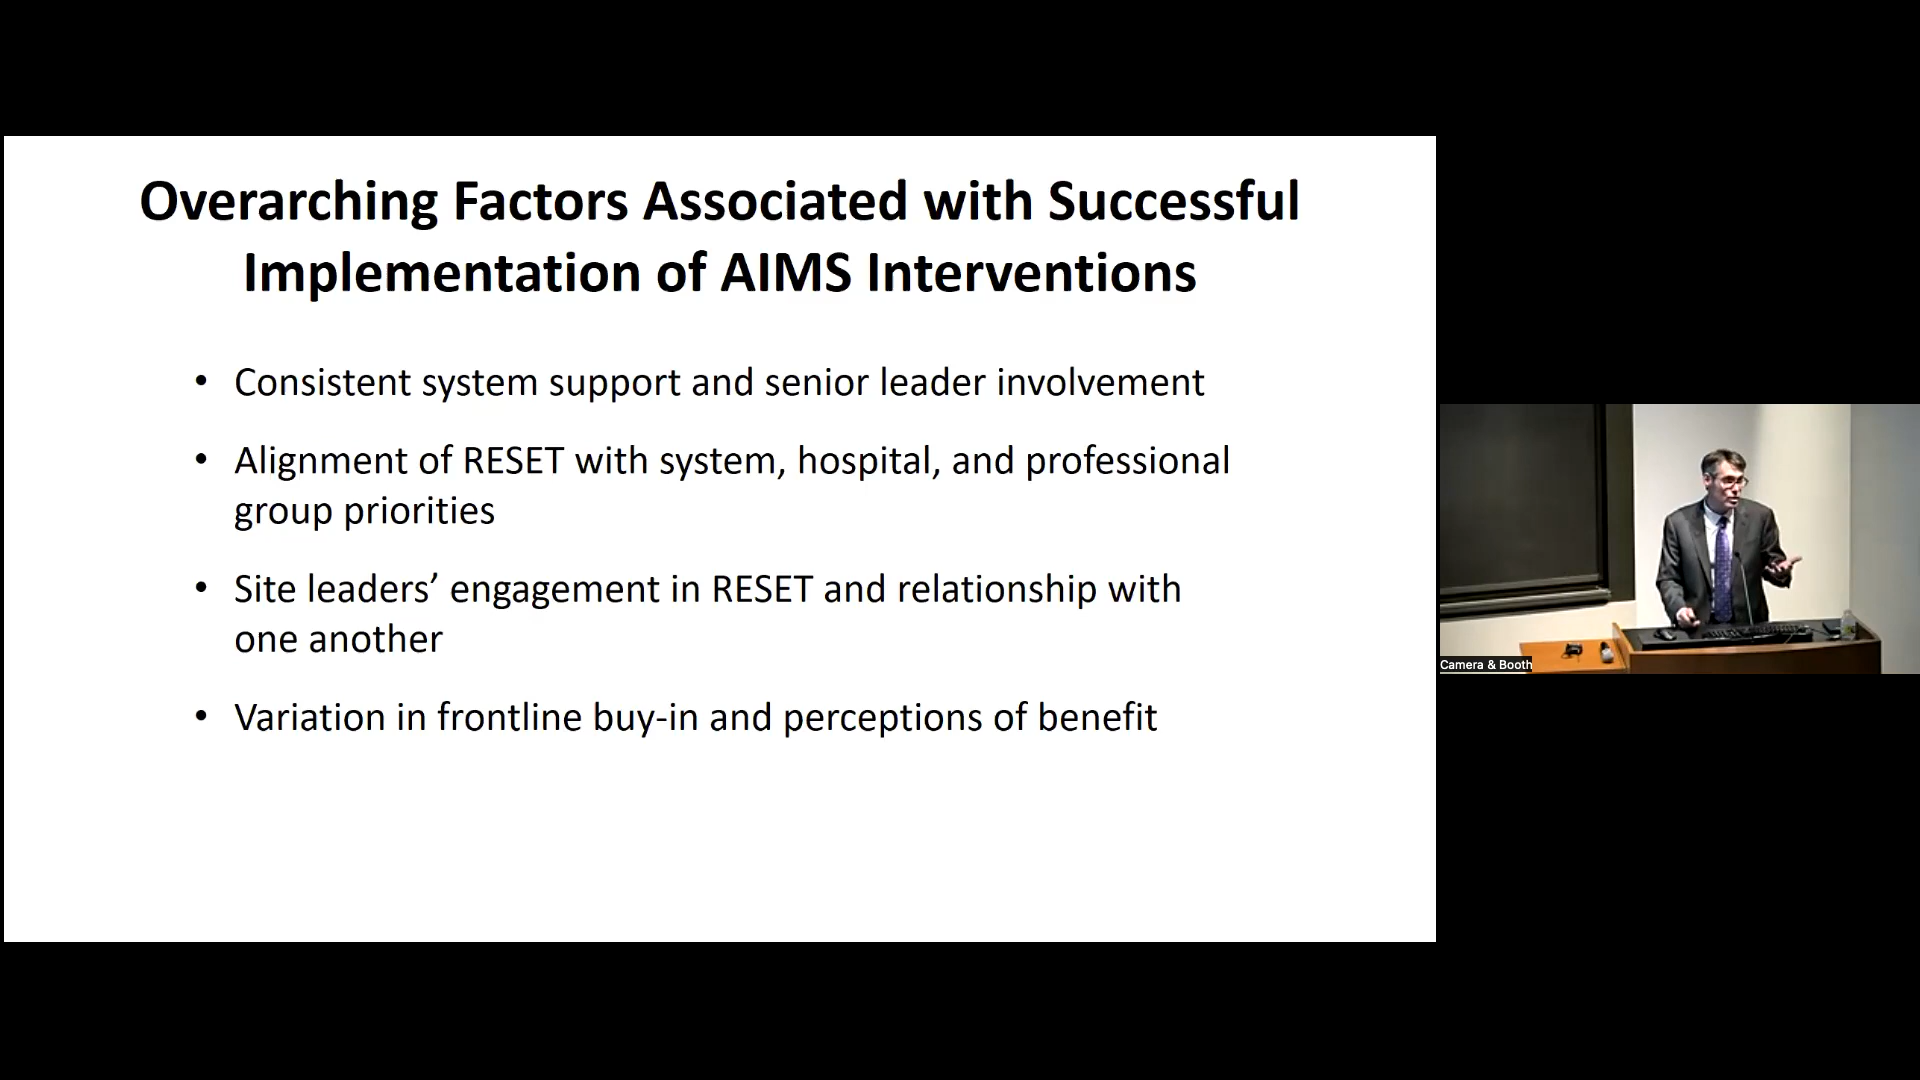 Overarching Factors Associated with Successful
Implementation of AIMS Interventions
• Consistent system support and senior leader involvement
• Alignment of RESET with system, hospital, and professional
group priorities
• Site leaders’ engagement in RESET and relationship with
one another
• Variation in frontline buy-in and perceptions of benefit
Camera & Booth